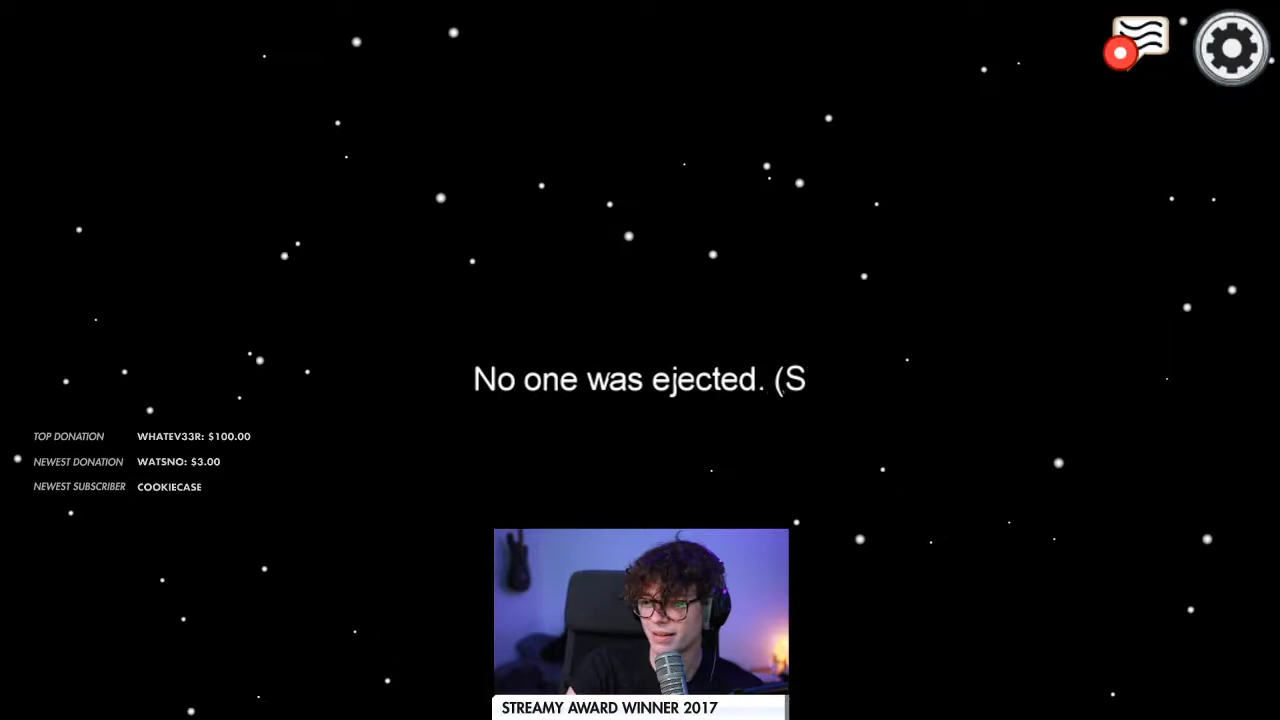 No one was ejected. (S
TOP DONATION WHATEV33R: $100.00
NEWEST DONATION WATSNO: $3.00
NEWEST SUBSCRIBER COOKIECASE
STREAMY AWARD WINNER 2017